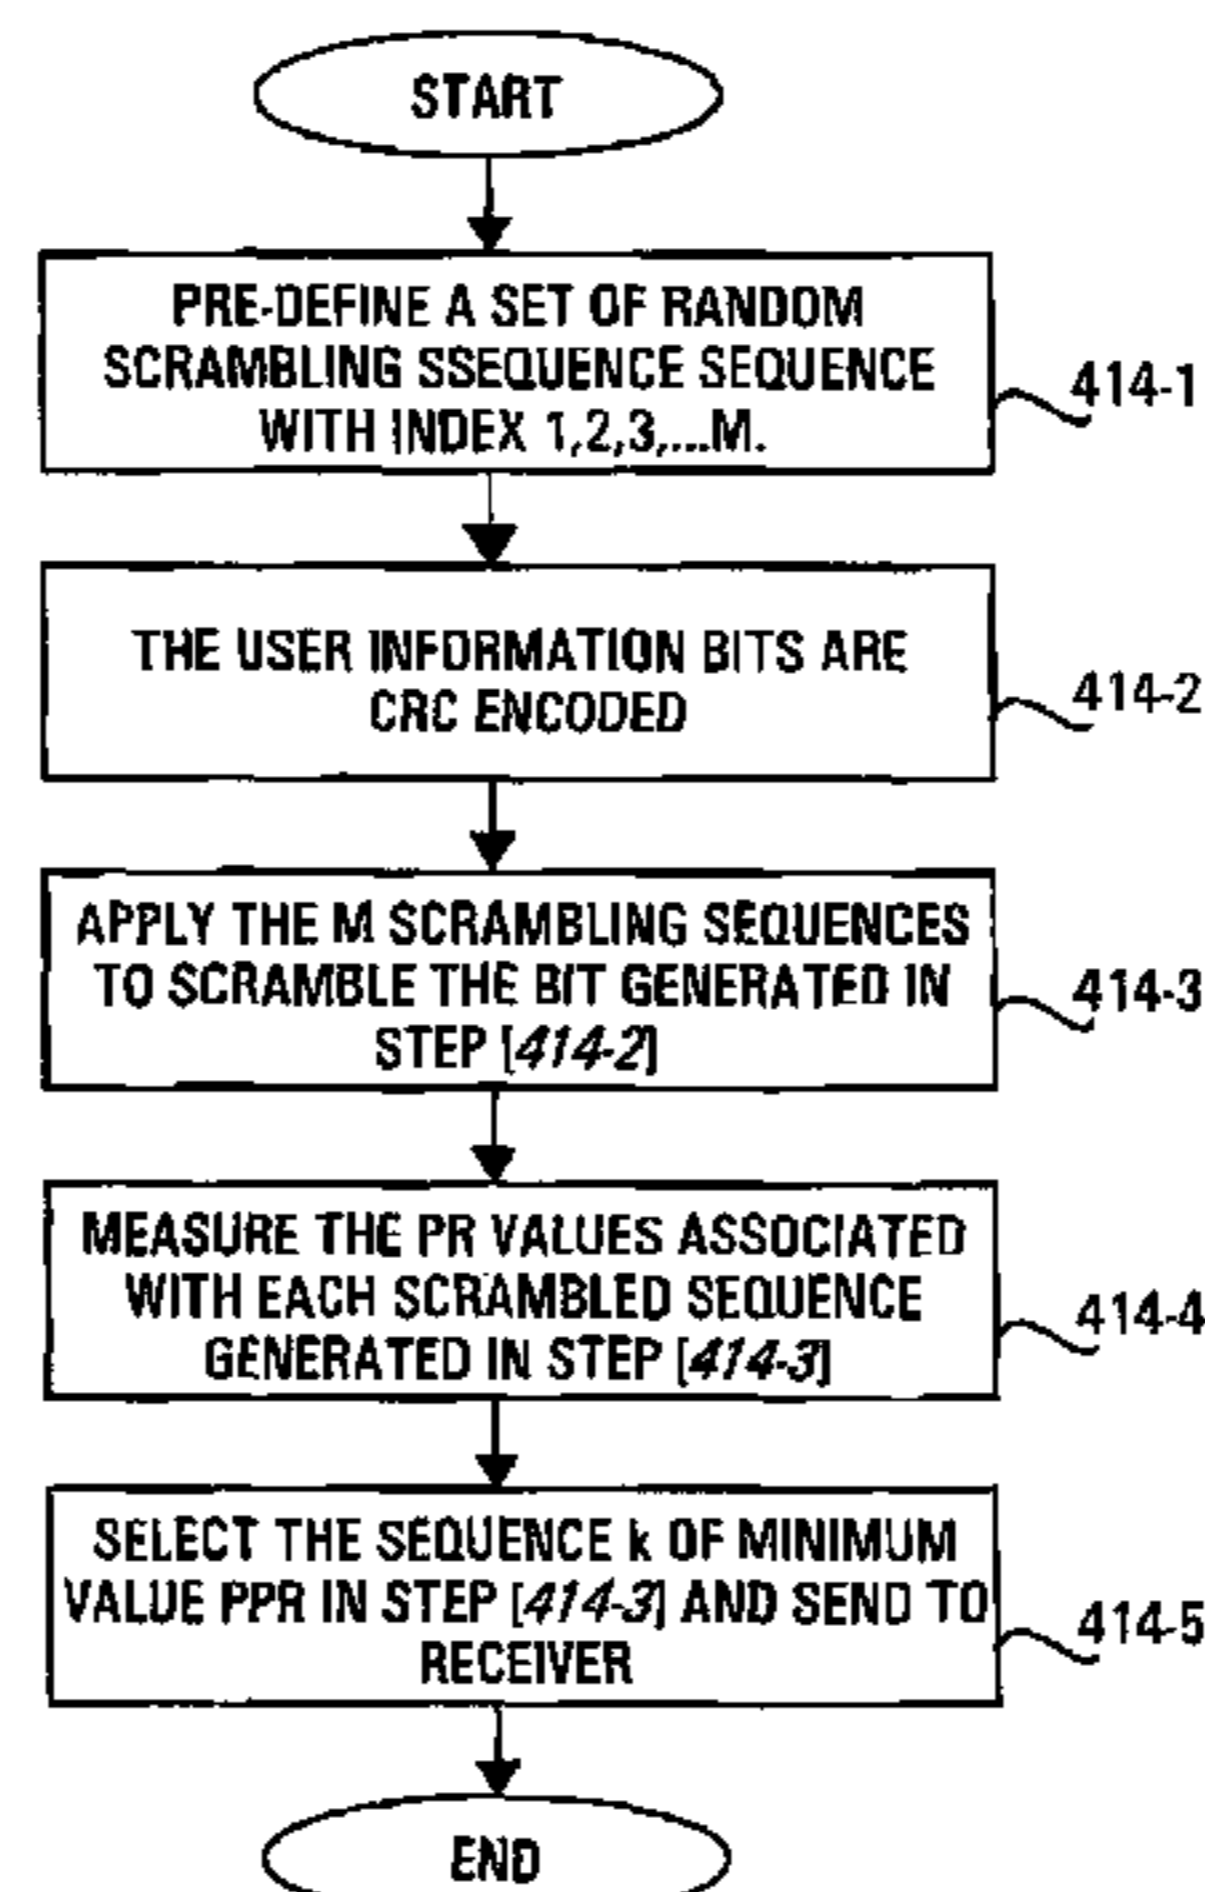 START
PRE-DEFINE A SET OF RANDOM
SCRAMBLING SSEQUENCE SEQUENCE
WITH INDEX 1,2,3,....M.
414-1
THE USER INFORMATION BITS ARE
CRC ENCODED
414-2
APPLY THE M SCRAMBLING SEQUENCES
TO SCRAMBLE THE BIT GENERATED IN
STEP [414-2]
414-3
MEASURE THE PR VALUES ASSOCIATED
WITH EACH SCRAMBLED SEQUENCE
GENERATED IN STEP [414-3]
414-4
SELECT THE SEQUENCE k OF MINIMUM
VALUE PPR IN STEP [414-3] AND SEND TO
RECEIVER
414-5
END